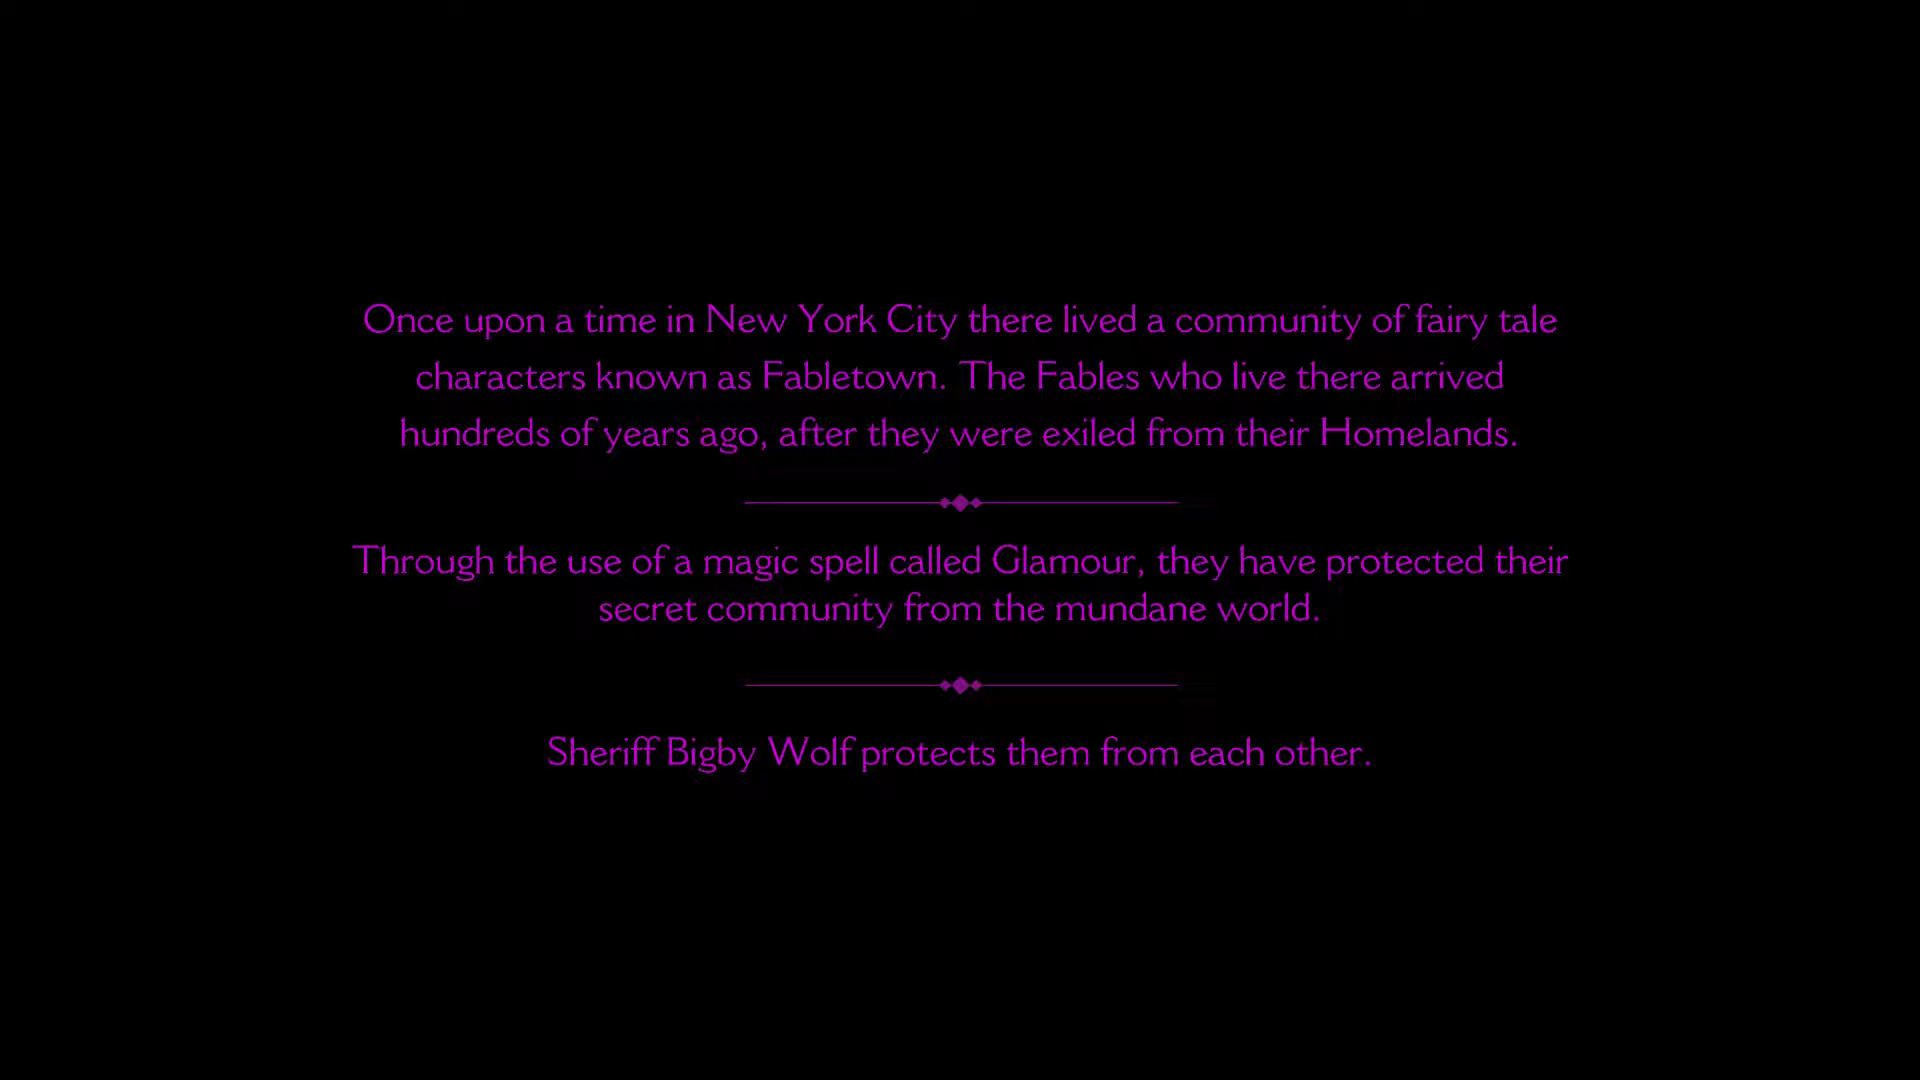 Once upon a time in New York City there lived a community of fairy tale
characters known as Fabletown. The Fables who live there arrived
hundreds of years ago, after they were exiled from their Homelands.
Through the use of a magic spell called Glamour, they have protected their
secret community from the mundane world.
Sheriff Bigby Wolf protects them from each other.